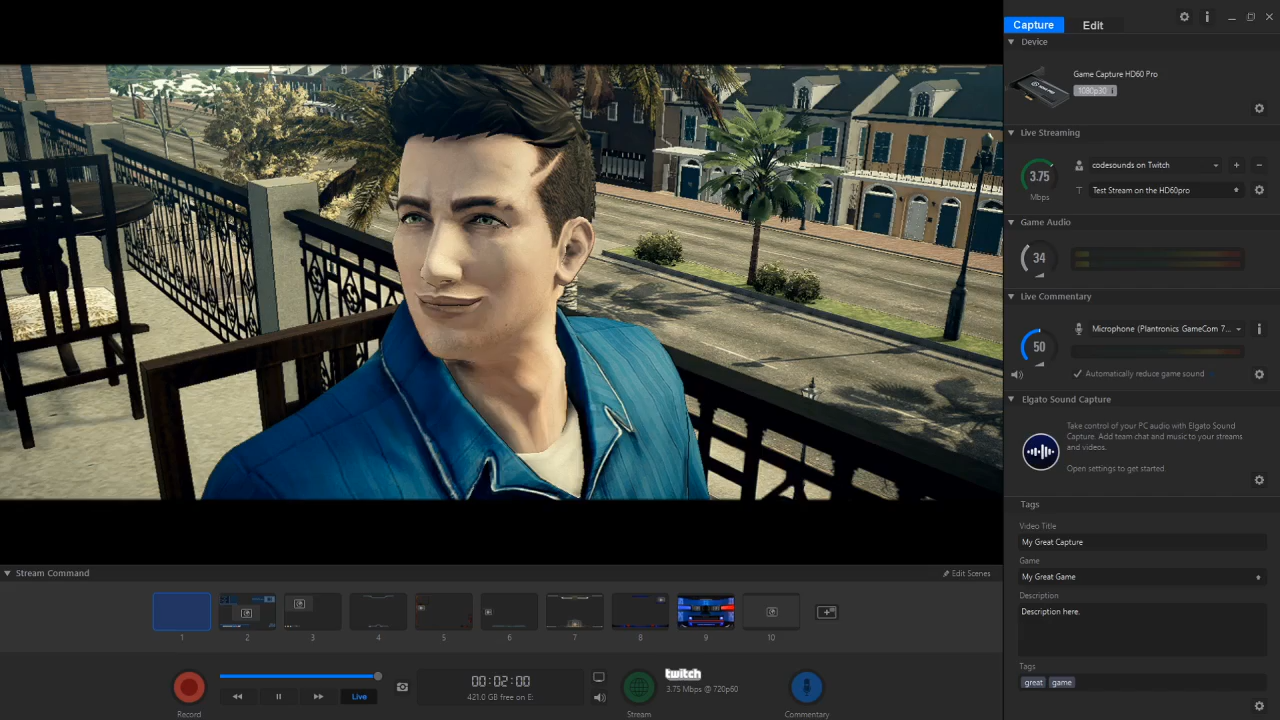 Capture Edit
Device
Game Capture HD60 Pro
1080p30 i
Live Streaming
3.75
Mbps
codesounds on Twitch
Test Stream on the HD60pro
Game Audio
34
Live Commentary
50
Microphone (Plantronics GameCom 7...
Automatically reduce game sound
Elgato Sound Capture
Take control of your PC audio with Elgato Sound
Capture. Add team chat and music to your streams
and videos.
Open settings to get started.
Tags
Video Title
My Great Capture
Game
My Great Game
Description
Description here.
Tags
great game
Stream Command
Edit Scenes
1 2 3 4 5 6 7 8 9 10
Record
Live
00:02:00
421.0 GB free on E:
Stream
twitch
3.75 Mbps @ 720p60
Commentary